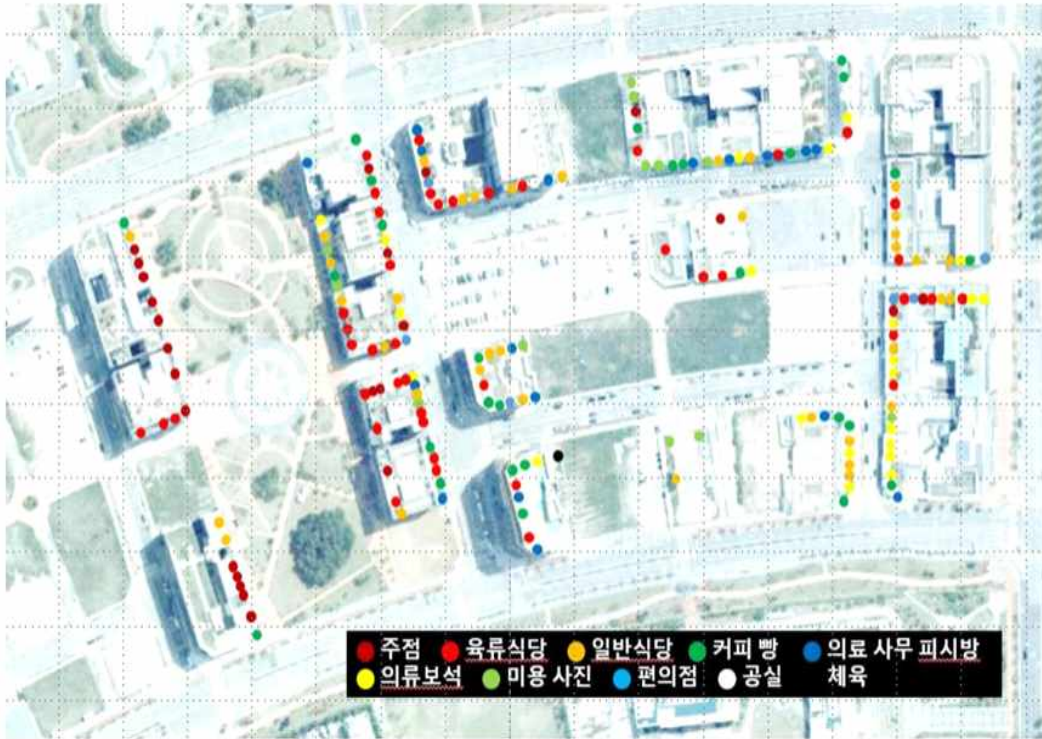 주점 육류식당 일반식당 커피 빵 의료 사무 피시방
의류보석 미용 사진 편의점 공실 체육